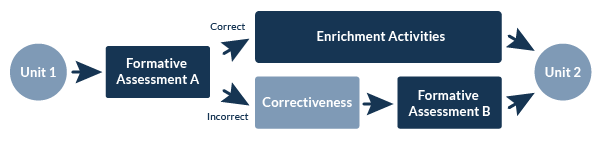 Unit 1
Formative
Assessment A
Correct
Enrichment Activities
Incorrect
Correctiveness
Formative
Assessment B
Unit 2